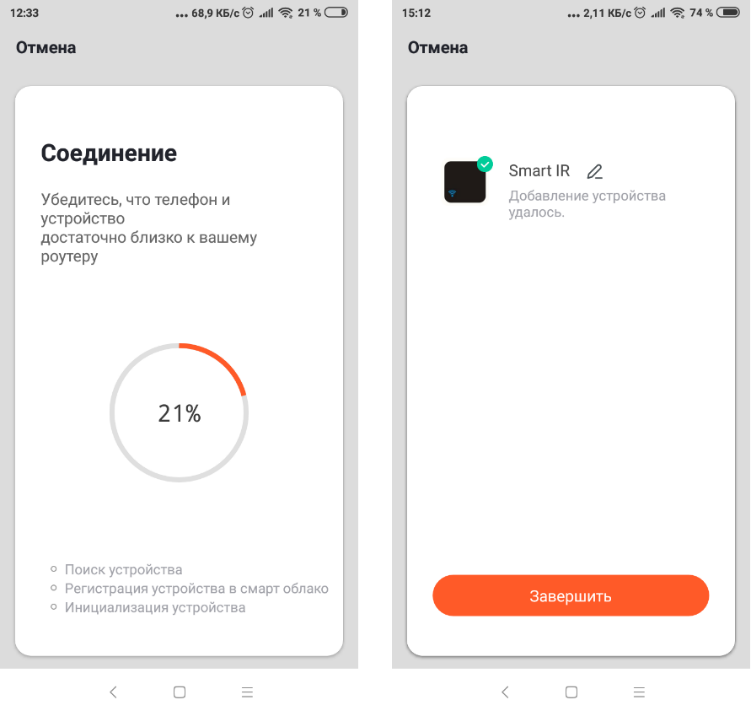 12:33
... 68,9 КБ/с 21 %
Отмена
Соединение
Убедитесь, что телефон и
устройство
достаточно близко к вашему
роутеру
21%
Поиск устройства
Регистрация устройства в смарт облако
Инициализация устройства
15:12
... 2,11 КБ/с 74 %
Отмена
Smart IR
Добавление устройства
удалось.
Завершить